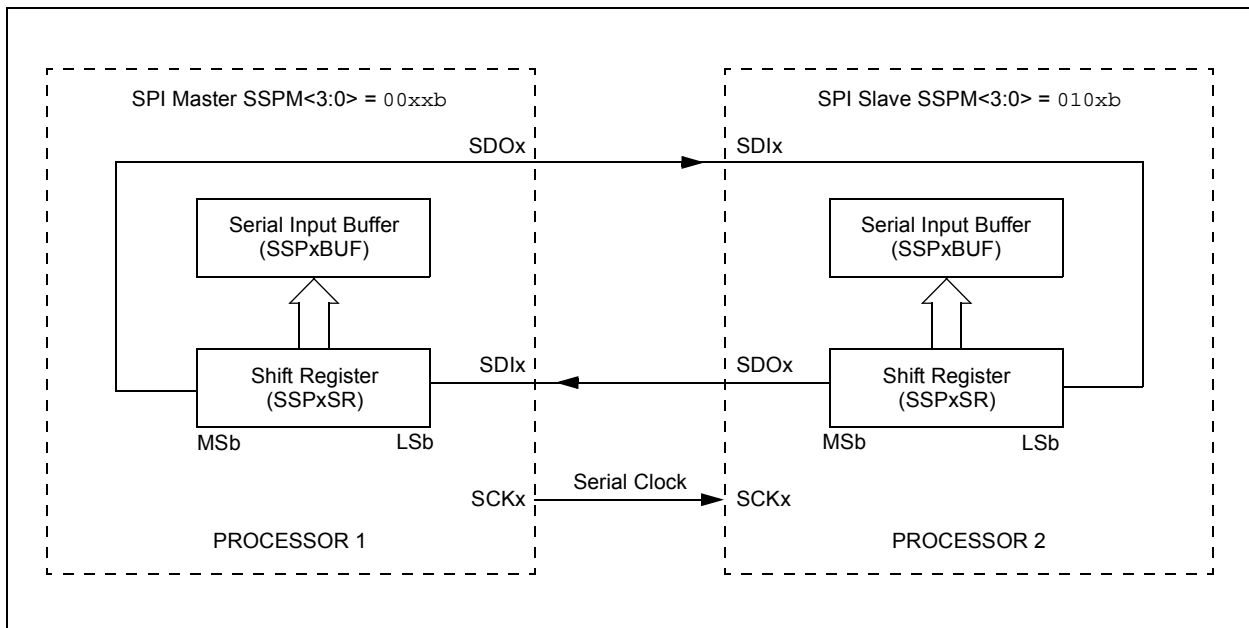 SPI Master SSPM<3:0> = 00xxb
SPI Slave SSPM<3:0> = 010xb
SDOx
SDIx
Serial Input Buffer
(SSPxBUF)
Serial Input Buffer
(SSPxBUF)
Shift Register
(SSPxSR)
SDIx
SDOx
Shift Register
(SSPxSR)
MSb
LSb
MSb
LSb
Serial Clock
SCKx
SCKx
PROCESSOR 1
PROCESSOR 2